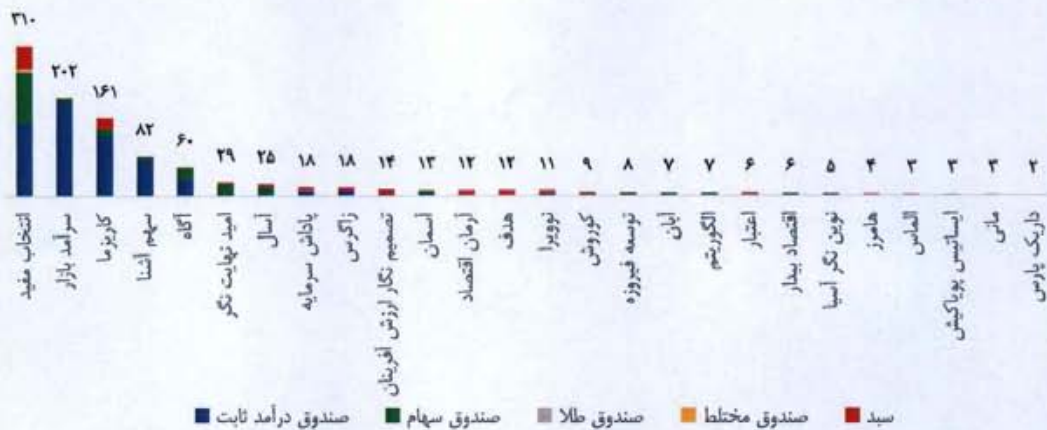 ۳۱۰ ۲۰۲ ۱۶۱ ۸۲ ۶۰ ۲۹ ۲۵ ۱۸ ۱۸ ۱۴ ۱۳ ۱۲ ۱۲ ۱۱ ۹ ۸ ۷ ۷ ۶ ۶ ۵ ۴ ۳ ۳ ۳ ۲
انتخاب مفید
سرآمد بازار
کاریزما
سهم آشنا
آگاه
امید نهایت نگر
آسال
پاداش سرمایه
زاگرس
تصمیم نگار ارزش آفرینان
آسمان
آرمان اقتصاد
هدف
نوویرا
کوروش
توسعه فیروزه
آبان
الگوریتم
اعتبار
اقتصاد بیدار
نوین نگر آسیا
هامرز
الماس
ایساتیس پویاکیش
مانی
داریک پارس
صندوق درآمد ثابت صندوق سهام صندوق طلا صندوق مختلط سبد